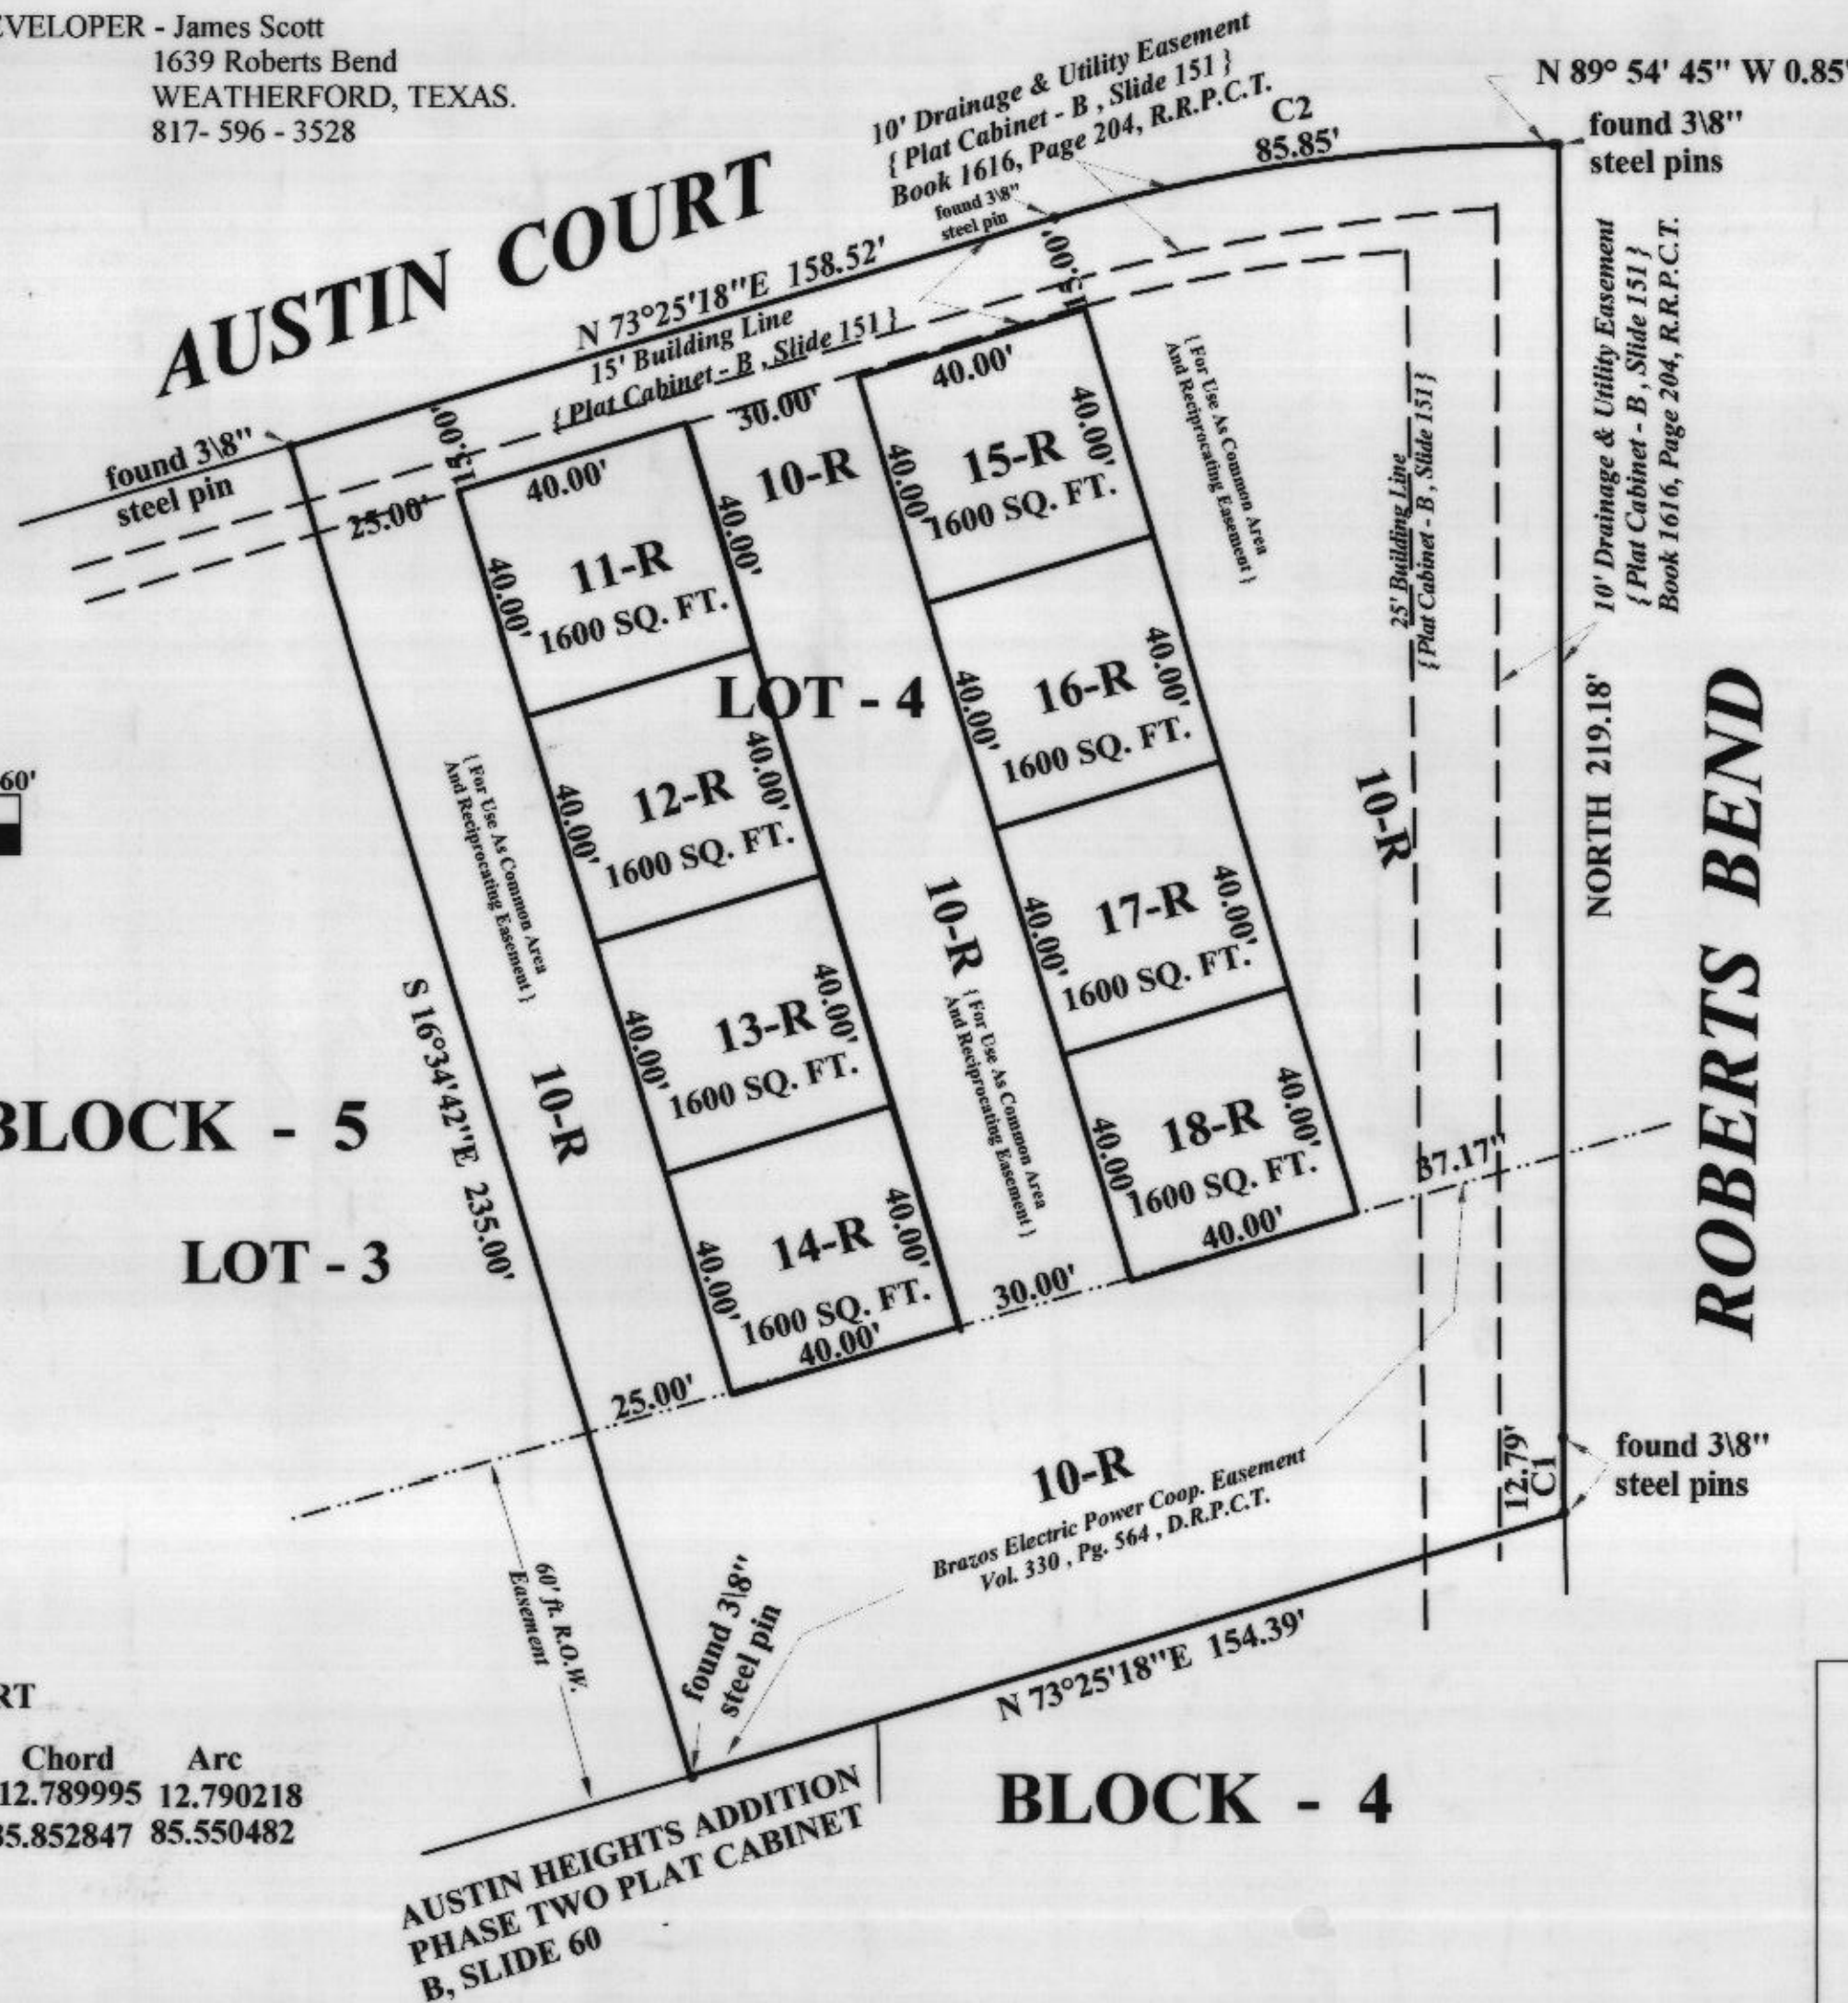 EVELOPER - James Scott
1639 Roberts Bend
WEATHERFORD, TEXAS.
817- 596 - 3528
10' Drainage & Utility Easement
{ Plat Cabinet - B , Slide 151 }
Book 1616, Page 204, R.R.P.C.T.
C2
85.85'
N 89° 54' 45" W 0.85'
found 3\8"
steel pins
found 3\8"
steel pin
AUSTIN COURT
N 73°25'18"E 158.52'
15' Building Line
{ Plat Cabinet - B , Slide 151 }
found 3\8"
steel pin
15.00'
15.00'
25.00'
40.00'
30.00'
40.00'
10-R
11-R
1600 SQ. FT.
40.00'
40.00'
15-R
1600 SQ. FT.
40.00'
40.00'
{ For Use As Common Area
And Reciprocating Easement }
25' Building Line
{ Plat Cabinet - B , Slide 151 }
10' Drainage & Utility Easement
{ Plat Cabinet - B , Slide 151 }
Book 1616, Page 204, R.R.P.C.T.
LOT - 4
12-R
1600 SQ. FT.
40.00'
40.00'
16-R
1600 SQ. FT.
40.00'
40.00'
60'
{ For Use As Common Area
And Reciprocating Easement }
10-R
NORTH 219.18'
ROBERTS BEND
13-R
1600 SQ. FT.
40.00'
40.00'
10-R
{ For Use As Common Area
And Reciprocating Easement }
17-R
1600 SQ. FT.
40.00'
40.00'
S 16°34'42"E 235.00'
10-R
BLOCK - 5
LOT - 3
14-R
1600 SQ. FT.
40.00'
40.00'
40.00'
18-R
1600 SQ. FT.
40.00'
40.00'
40.00'
25.00'
30.00'
37.17"
10-R
Brazos Electric Power Coop. Easement
Vol. 330 , Pg. 564 , D.R.P.C.T.
12.79'
C1
found 3\8"
steel pins
60' ft. R.O.W.
Easement
found 3\8"
steel pin
N 73°25'18"E 154.39'
RT
Chord Arc
12.789995 12.790218
85.852847 85.550482
AUSTIN HEIGHTS ADDITION
PHASE TWO PLAT CABINET
B, SLIDE 60
BLOCK - 4